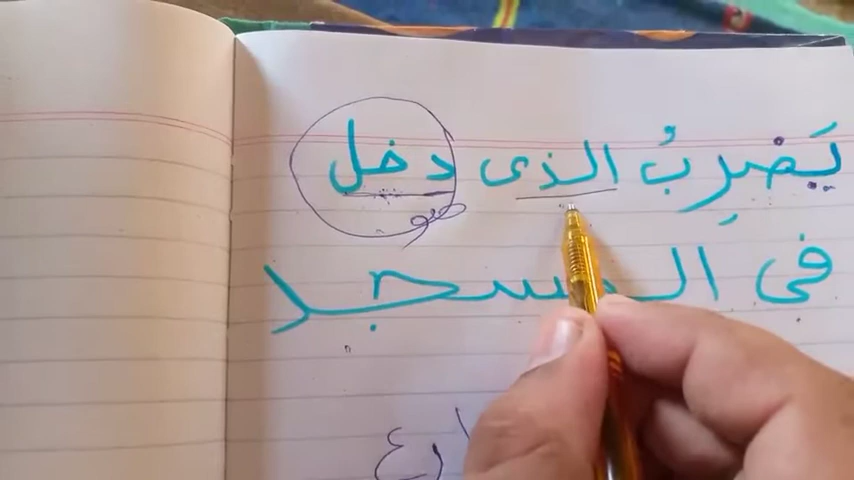 لَيَضرِبُ الذى دخل
فى المسجد